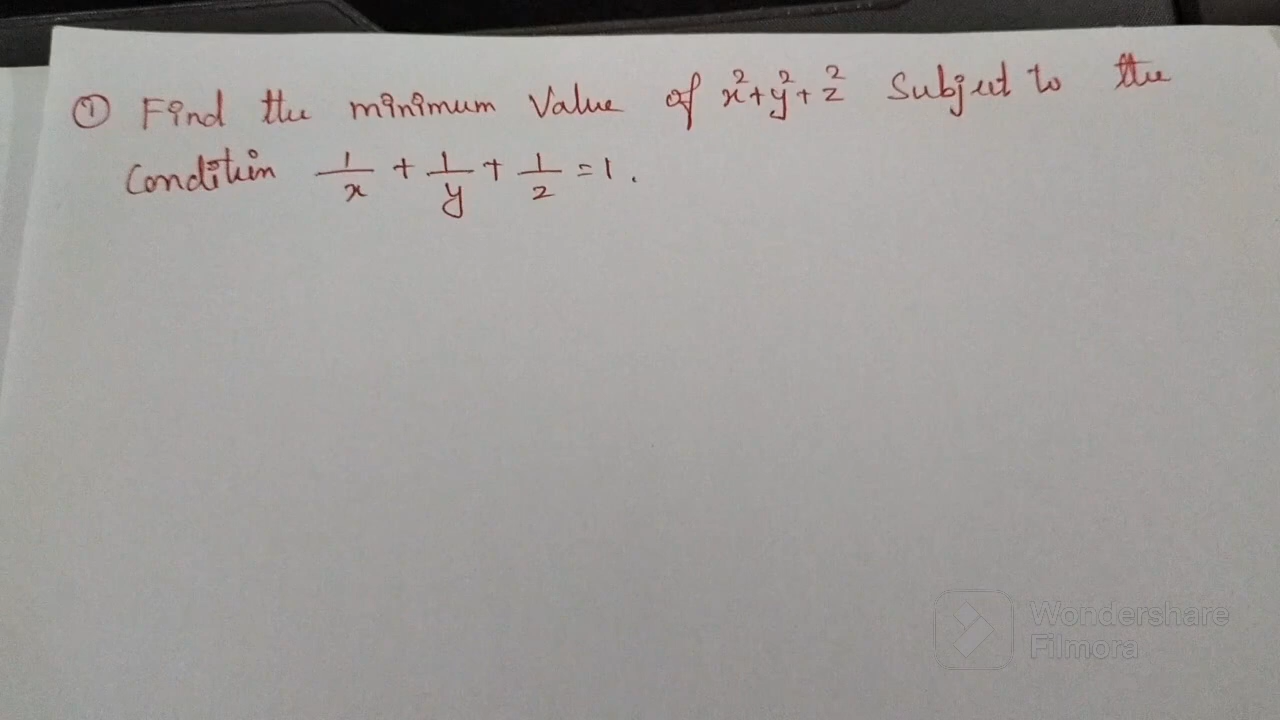 ① Find the minimum value of x²+y²+z² Subject to the
Condition 1/x + 1/y + 1/z = 1.
Wondershare
Filmora